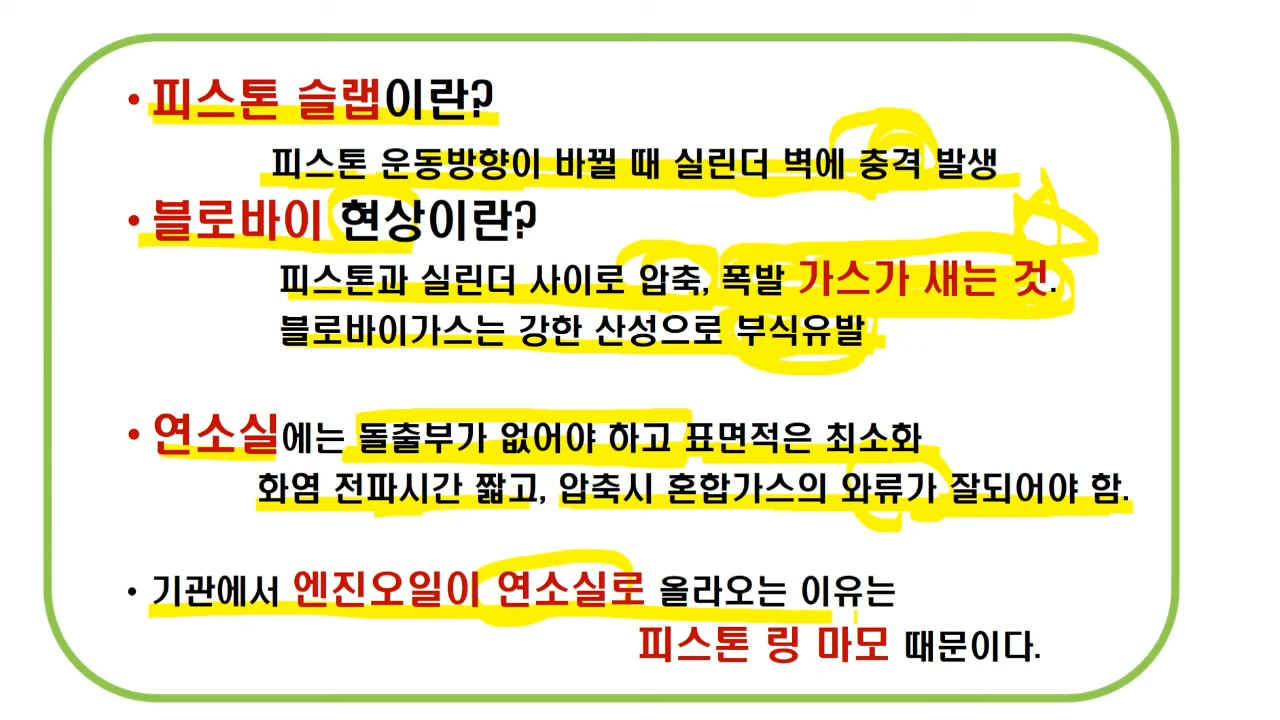 • 피스톤 슬랩이란?
피스톤 운동방향이 바뀔 때 실린더 벽에 충격 발생
• 블로바이 현상이란?
피스톤과 실린더 사이로 압축, 폭발 가스가 새는 것.
블로바이가스는 강한 산성으로 부식유발
• 연소실에는 돌출부가 없어야 하고 표면적은 최소화
화염 전파시간 짧고, 압축시 혼합가스의 와류가 잘되어야 함.
• 기관에서 엔진오일이 연소실로 올라오는 이유는
피스톤 링 마모 때문이다.